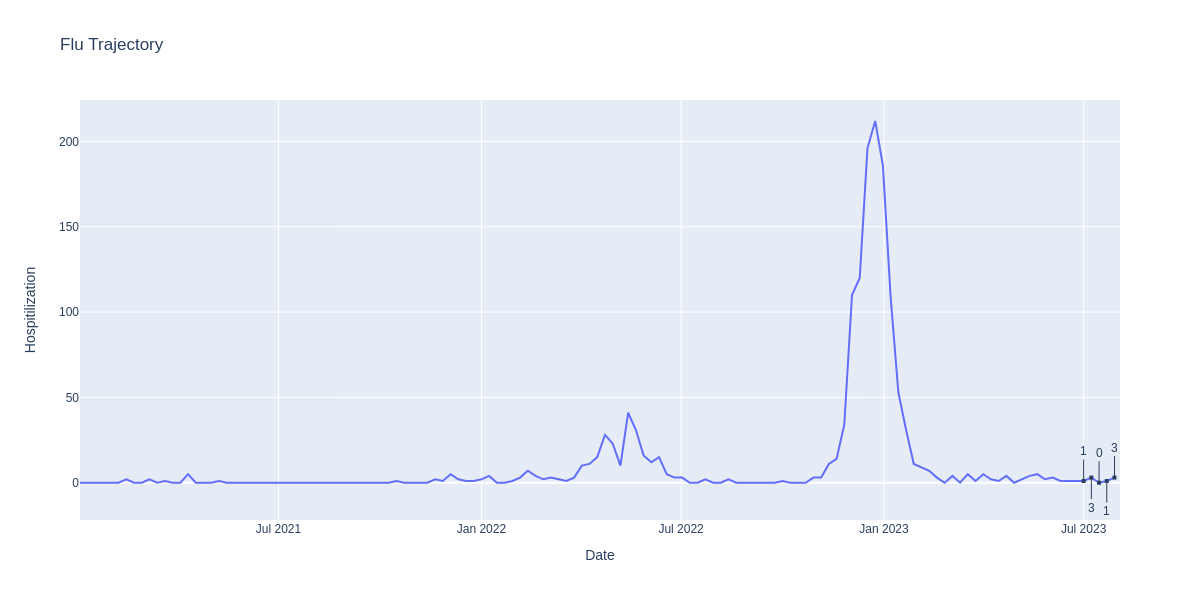 Flu Trajectory
Hospitilization
200
150
100
50
0
1
0
3
3
1
Jul 2021
Jan 2022
Jul 2022
Jan 2023
Jul 2023
Date